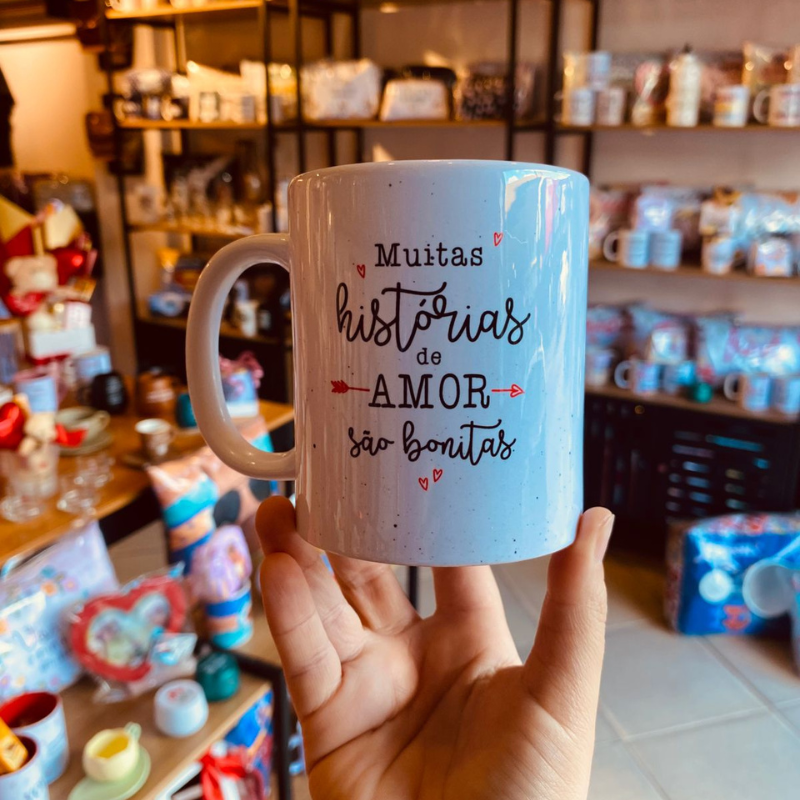 Muitas
histórias
de
AMOR
são bonitas